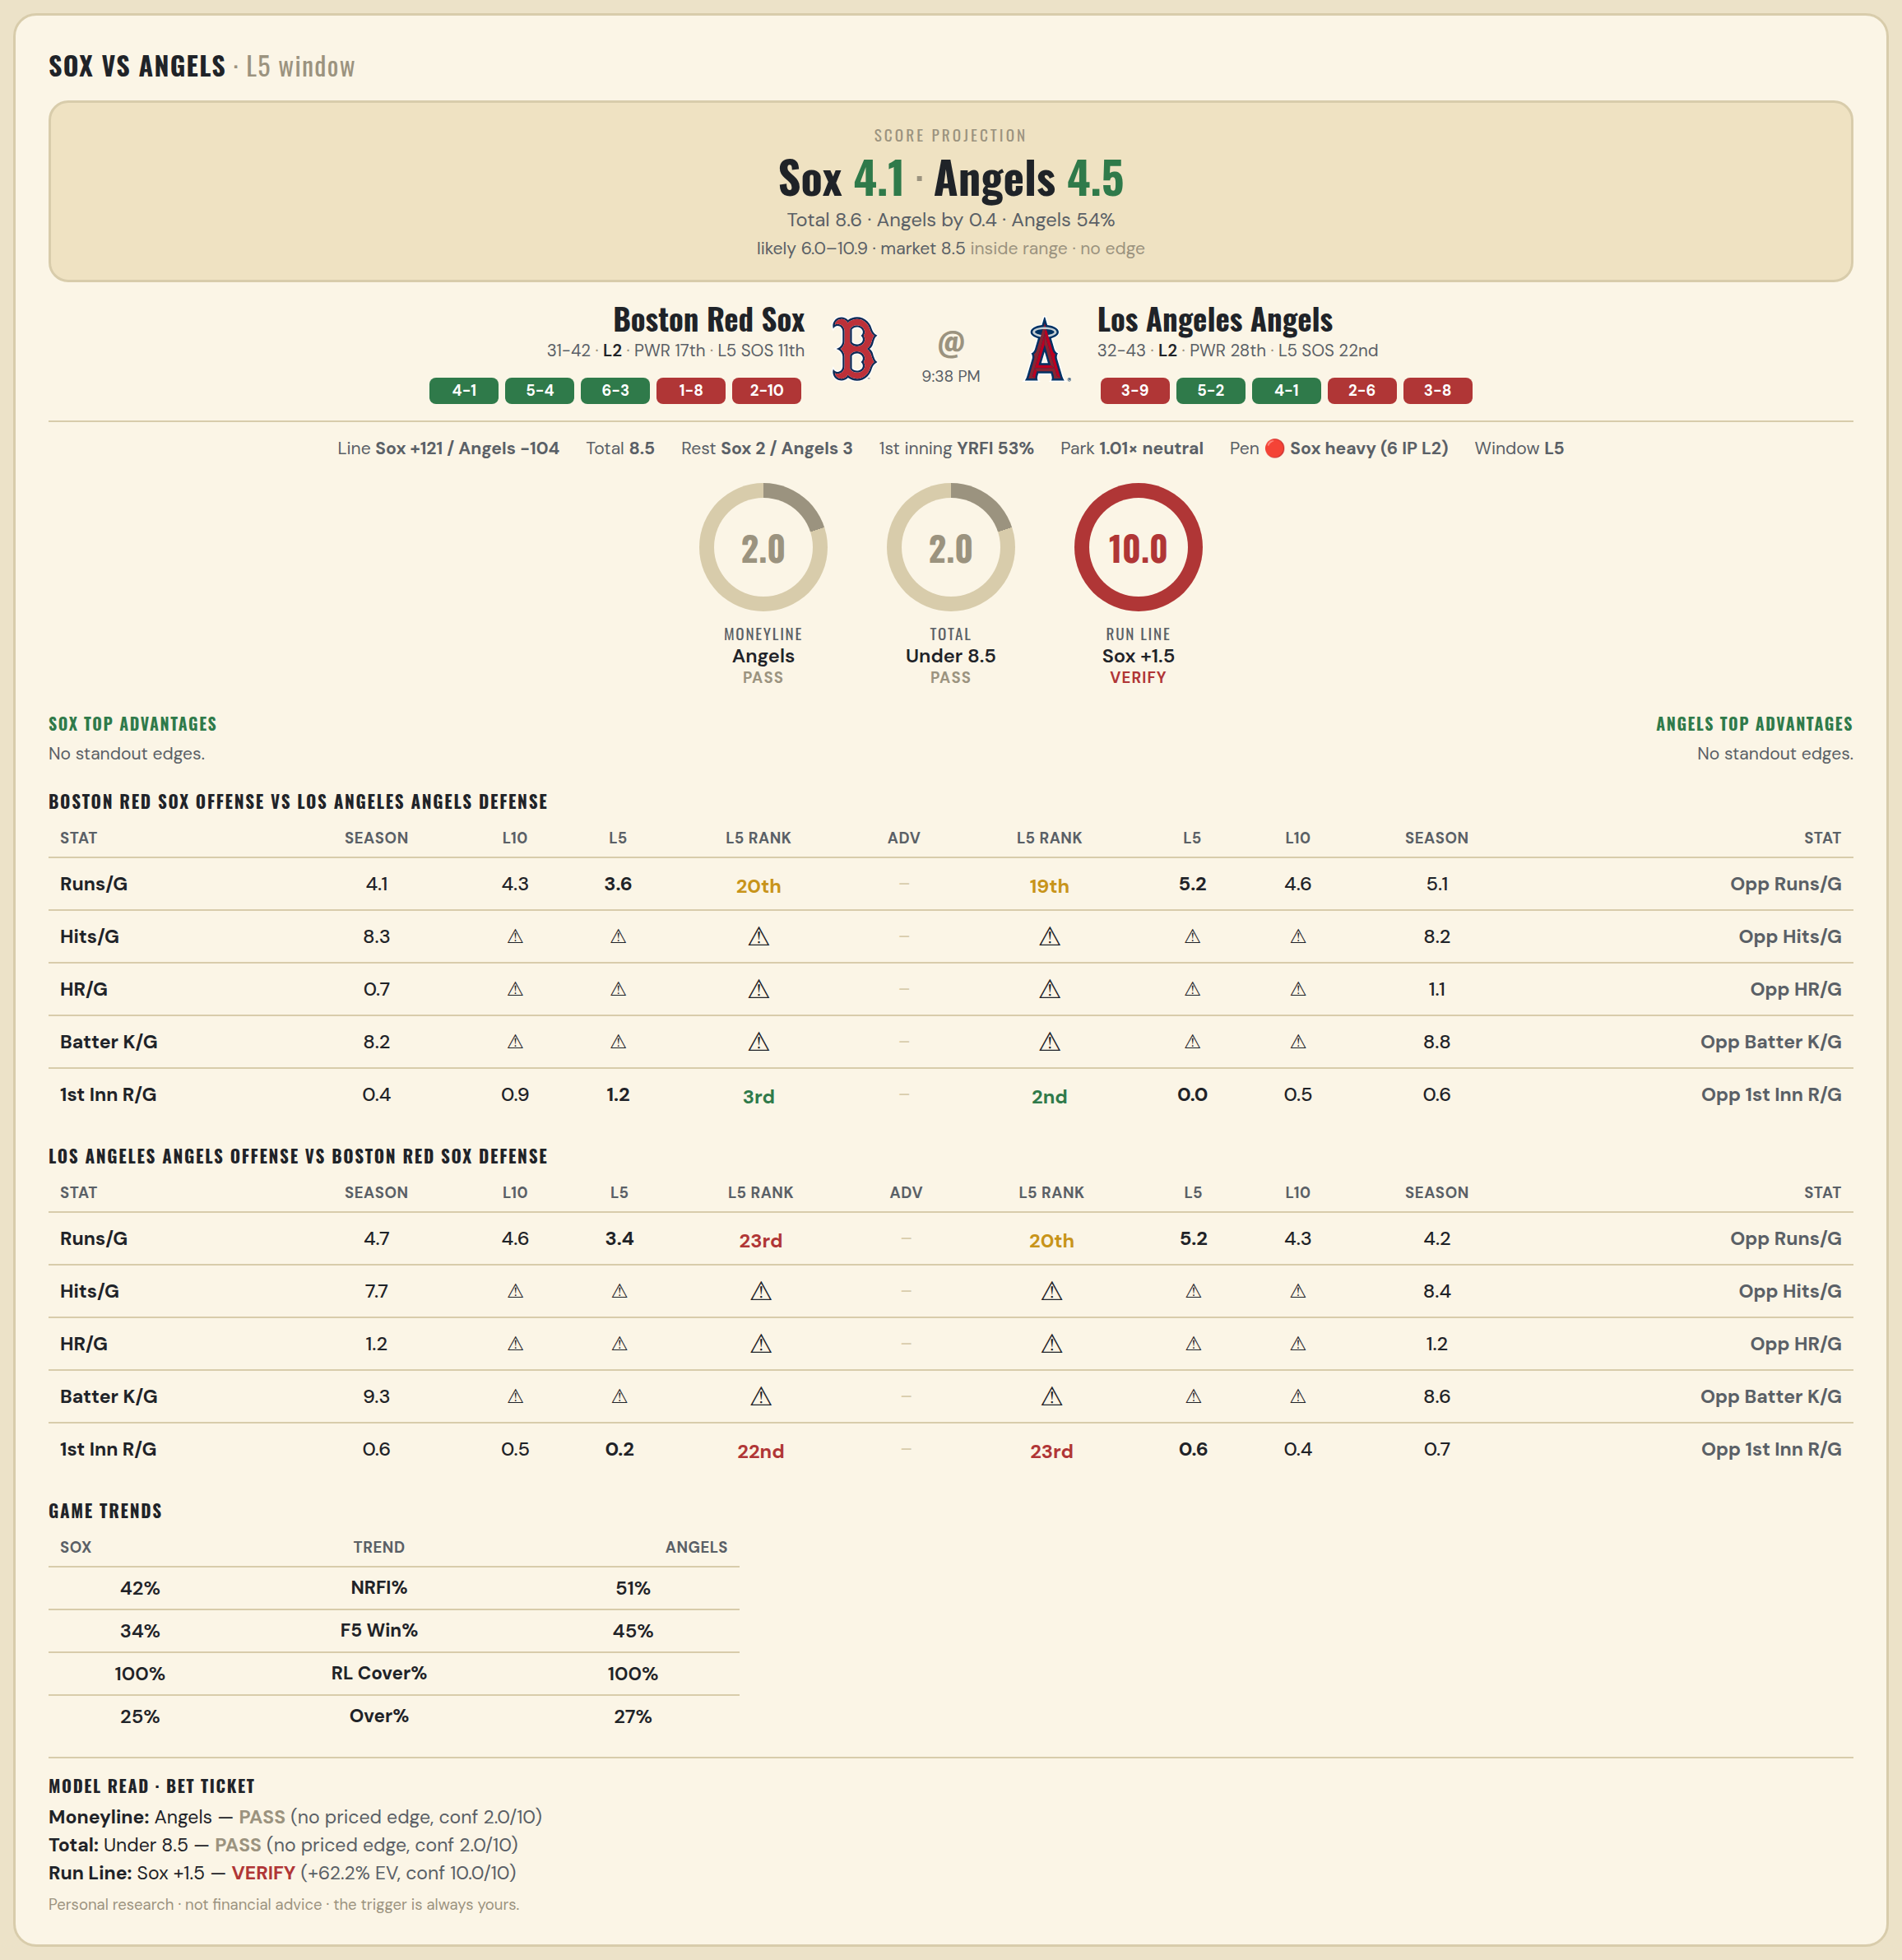 SOX VS ANGELS · L5 window
SCORE PROJECTION
Sox 4.1 · Angels 4.5
Total 8.6 · Angels by 0.4 · Angels 54%
likely 6.0–10.9 · market 8.5 inside range · no edge
Boston Red Sox
31-42 · L2 · PWR 17th · L5 SOS 11th
4-1 5-4 6-3 1-8 2-10
B
@
9:38 PM
A
Los Angeles Angels
32-43 · L2 · PWR 28th · L5 SOS 22nd
3-9 5-2 4-1 2-6 3-8
Line Sox +121 / Angels -104 Total 8.5 Rest Sox 2 / Angels 3 1st inning YRFI 53% Park 1.01× neutral Pen 🔴 Sox heavy (6 IP L2) Window L5
2.0 2.0 10.0
MONEYLINE TOTAL RUN LINE
Angels Under 8.5 Sox +1.5
PASS PASS VERIFY
SOX TOP ADVANTAGES ANGELS TOP ADVANTAGES
No standout edges. No standout edges.
BOSTON RED SOX OFFENSE VS LOS ANGELES ANGELS DEFENSE
STAT SEASON L10 L5 L5 RANK ADV L5 RANK L5 L10 SEASON STAT
Runs/G 4.1 4.3 3.6 20th – 19th 5.2 4.6 5.1 Opp Runs/G
Hits/G 8.3 ⚠ ⚠ ⚠ – ⚠ ⚠ ⚠ 8.2 Opp Hits/G
HR/G 0.7 ⚠ ⚠ ⚠ – ⚠ ⚠ ⚠ 1.1 Opp HR/G
Batter K/G 8.2 ⚠ ⚠ ⚠ – ⚠ ⚠ ⚠ 8.8 Opp Batter K/G
1st Inn R/G 0.4 0.9 1.2 3rd – 2nd 0.0 0.5 0.6 Opp 1st Inn R/G
LOS ANGELES ANGELS OFFENSE VS BOSTON RED SOX DEFENSE
STAT SEASON L10 L5 L5 RANK ADV L5 RANK L5 L10 SEASON STAT
Runs/G 4.7 4.6 3.4 23rd – 20th 5.2 4.3 4.2 Opp Runs/G
Hits/G 7.7 ⚠ ⚠ ⚠ – ⚠ ⚠ ⚠ 8.4 Opp Hits/G
HR/G 1.2 ⚠ ⚠ ⚠ – ⚠ ⚠ ⚠ 1.2 Opp HR/G
Batter K/G 9.3 ⚠ ⚠ ⚠ – ⚠ ⚠ ⚠ 8.6 Opp Batter K/G
1st Inn R/G 0.6 0.5 0.2 22nd – 23rd 0.6 0.4 0.7 Opp 1st Inn R/G
GAME TRENDS
SOX TREND ANGELS
42% NRFI% 51%
34% F5 Win% 45%
100% RL Cover% 100%
25% Over% 27%
MODEL READ · BET TICKET
Moneyline: Angels — PASS (no priced edge, conf 2.0/10)
Total: Under 8.5 — PASS (no priced edge, conf 2.0/10)
Run Line: Sox +1.5 — VERIFY (+62.2% EV, conf 10.0/10)
Personal research · not financial advice · the trigger is always yours.